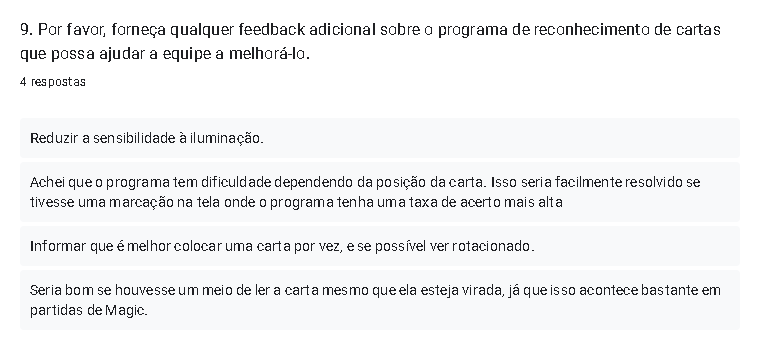 9. Por favor, forneça qualquer feedback adicional sobre o programa de reconhecimento de cartas
que possa ajudar a equipe a melhorá-lo.
4 respostas
Reduzir a sensibilidade à iluminação.
Achei que o programa tem dificuldade dependendo da posição da carta. Isso seria facilmente resolvido se
tivesse uma marcação na tela onde o programa tenha uma taxa de acerto mais alta
Informar que é melhor colocar uma carta por vez, e se possível ver rotacionado.
Seria bom se houvesse um meio de ler a carta mesmo que ela esteja virada, já que isso acontece bastante em
partidas de Magic.